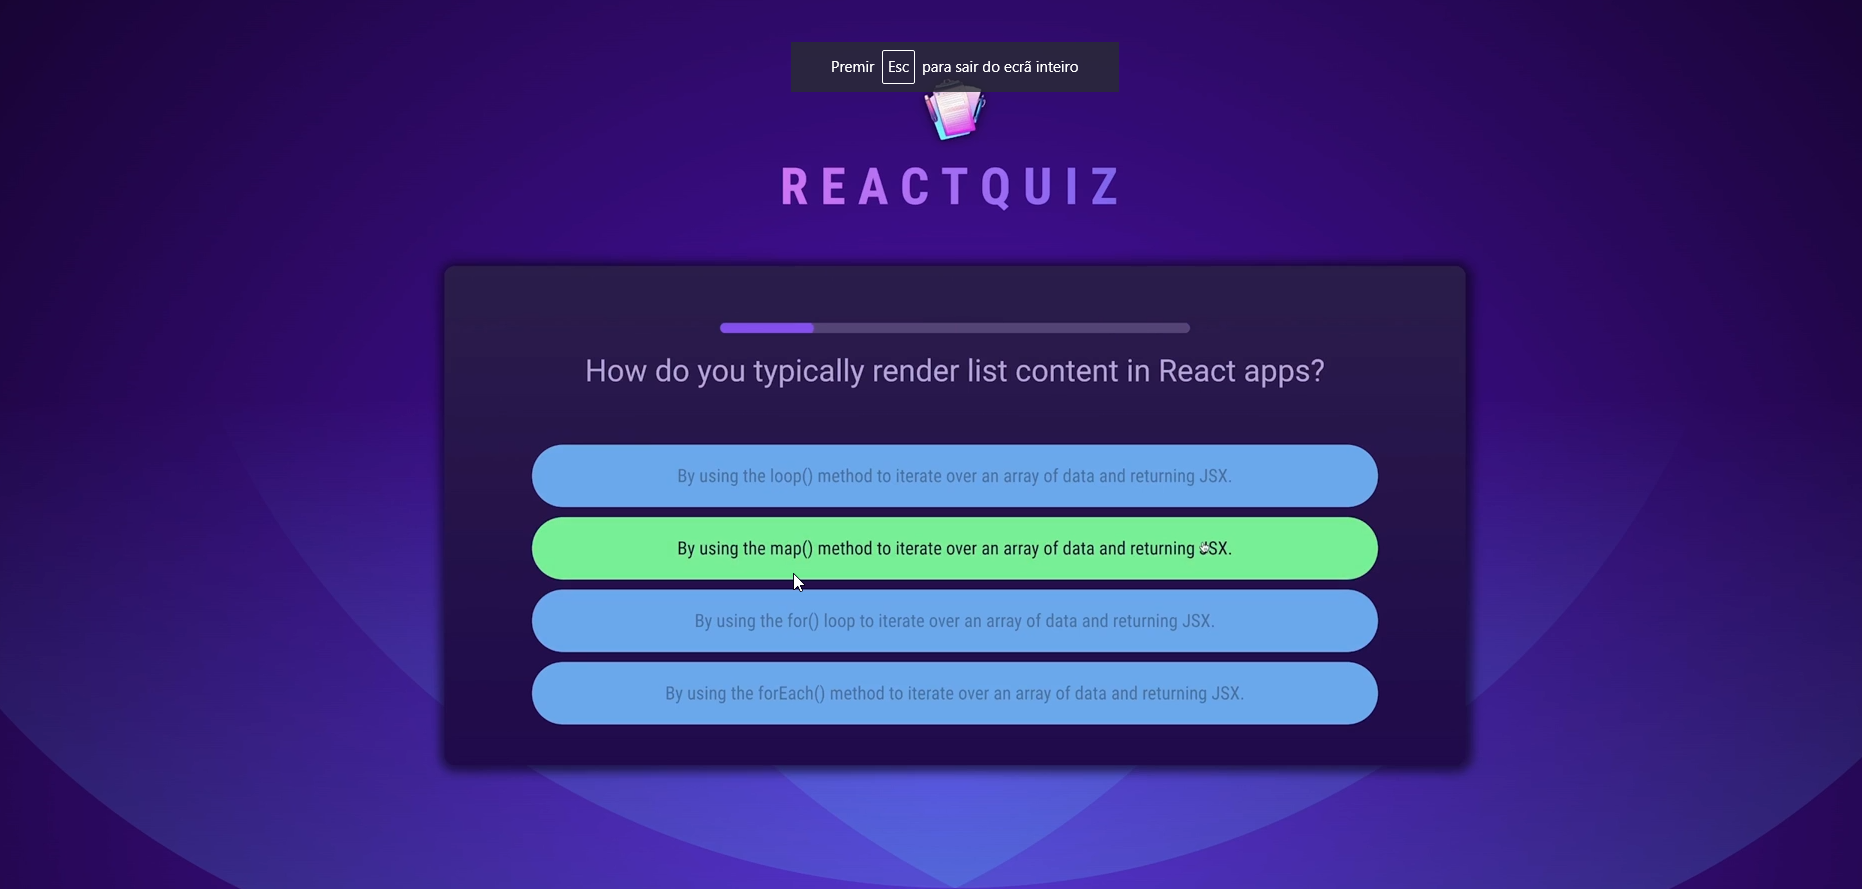 Premir Esc para sair do ecrã inteiro
REACTQUIZ
How do you typically render list content in React apps?
By using the loop() method to iterate over an array of data and returning JSX.
By using the map() method to iterate over an array of data and returning JSX.
By using the for() loop to iterate over an array of data and returning JSX.
By using the forEach() method to iterate over an array of data and returning JSX.